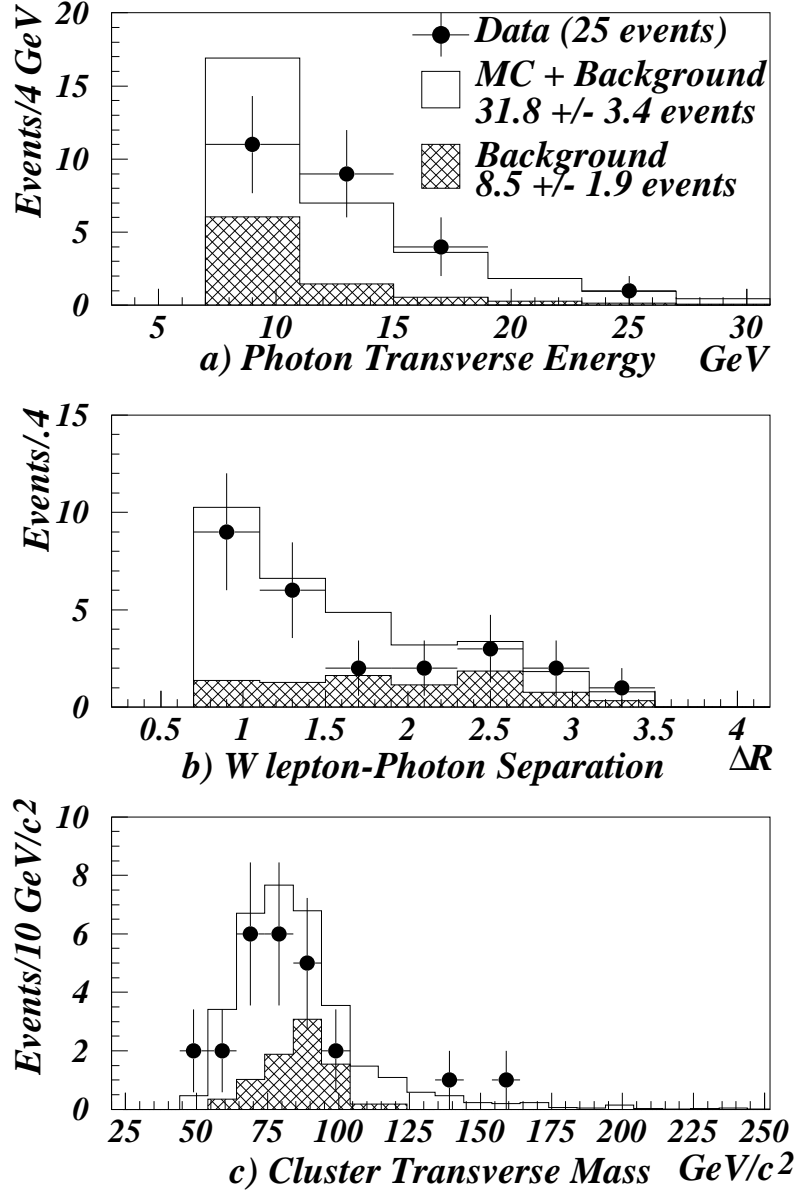 Data (25 events)
MC + Background
31.8 +/- 3.4 events
Background
8.5 +/- 1.9 events
Events/4 GeV
20
15
10
5
0
5 10 15 20 25 30
a) Photon Transverse Energy GeV
Events/.4
15
10
5
0
0.5 1 1.5 2 2.5 3 3.5 4
b) W lepton-Photon Separation ΔR
Events/10 GeV/c²
10
8
6
4
2
0
25 50 75 100 125 150 175 200 225 250
c) Cluster Transverse Mass GeV/c²